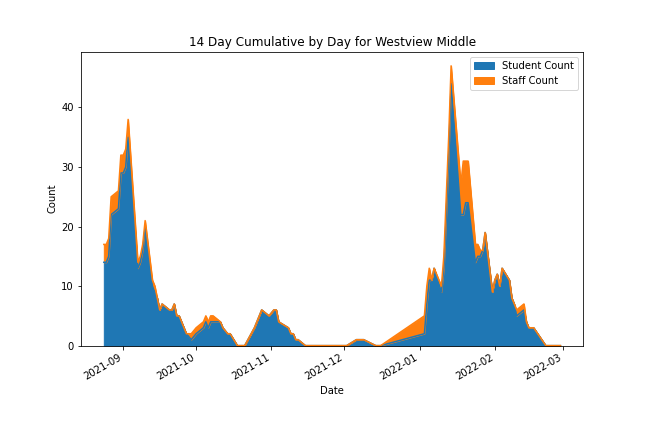 14 Day Cumulative by Day for Westview Middle
Student Count
Staff Count
Count
40
30
20
10
0
2021-09
2021-10
2021-11
2021-12
2022-01
2022-02
2022-03
Date